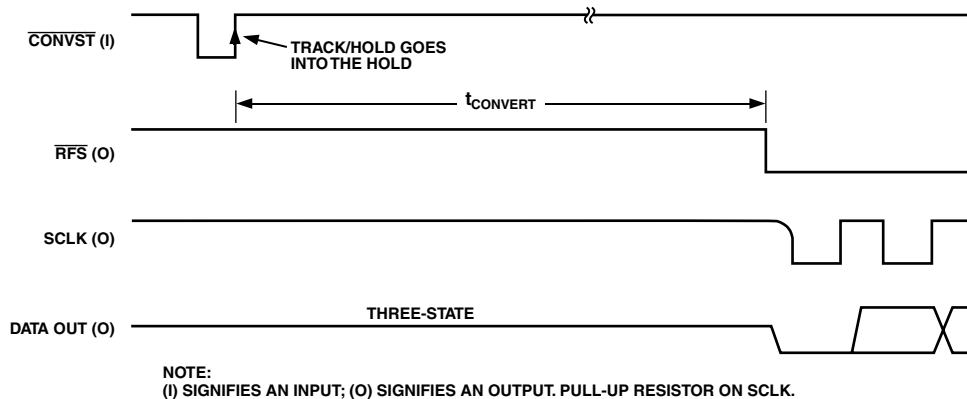 CONVST (I)
TRACK/HOLD GOES
INTO THE HOLD
tCONVERT
RFS (O)
SCLK (O)
THREE-STATE
DATA OUT (O)
NOTE:
(I) SIGNIFIES AN INPUT; (O) SIGNIFIES AN OUTPUT. PULL-UP RESISTOR ON SCLK.